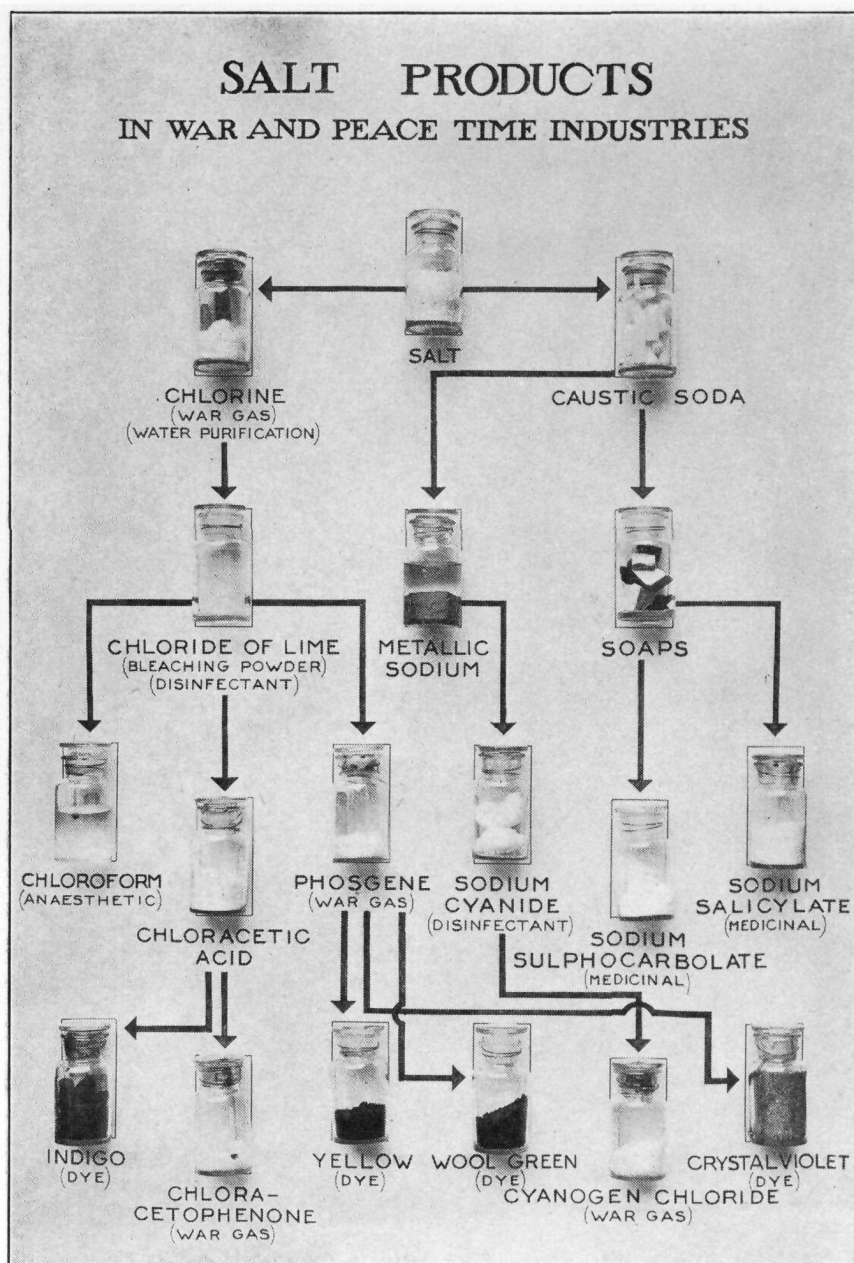 SALT PRODUCTS
IN WAR AND PEACE TIME INDUSTRIES
SALT
CHLORINE
(WAR GAS)
(WATER PURIFICATION)
CAUSTIC SODA
CHLORIDE OF LIME
(BLEACHING POWDER)
(DISINFECTANT)
METALLIC
SODIUM
SOAPS
CHLOROFORM
(ANAESTHETIC)
CHLORACETIC
ACID
PHOSGENE
(WAR GAS)
SODIUM
CYANIDE
(DISINFECTANT)
SODIUM
SULPHOCARBOLATE
(MEDICINAL)
SODIUM
SALICYLATE
(MEDICINAL)
INDIGO
(DYE)
CHLORA-
CETOPHENONE
(WAR GAS)
YELLOW
(DYE)
WOOL GREEN
(DYE)
CYANOGEN CHLORIDE
(WAR GAS)
CRYSTAL VIOLET
(DYE)